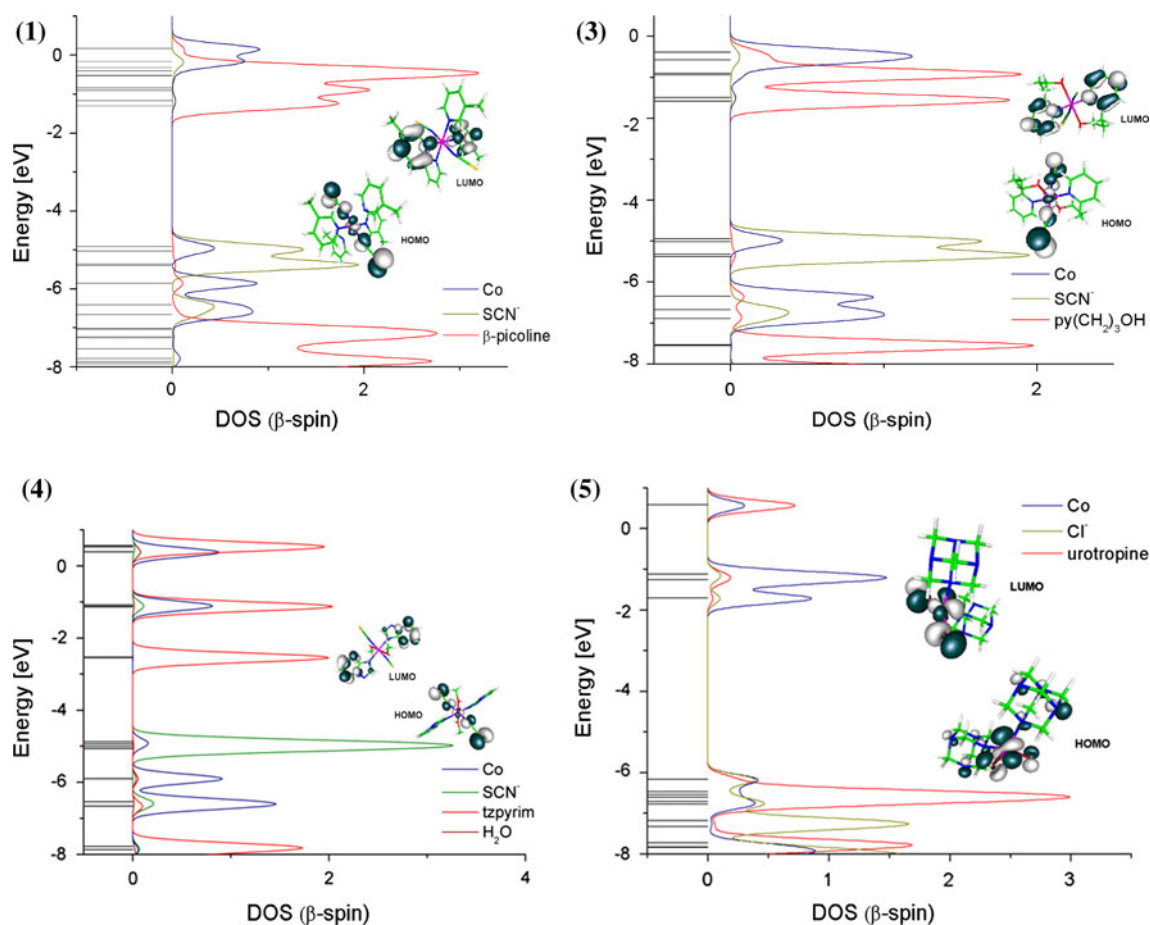 (1)
0
-2
-4
-6
-8
Energy [eV]
LUMO
HOMO
Co
SCN⁻
β-picoline
0
2
DOS (β-spin)
(3)
0
-2
-4
-6
-8
Energy [eV]
LUMO
HOMO
Co
SCN⁻
py(CH₂)₃OH
0
1
2
DOS (β-spin)
(4)
0
-2
-4
-6
-8
Energy [eV]
LUMO
HOMO
Co
SCN⁻
tzpyrim
H₂O
0
1
2
3
4
DOS (β-spin)
(5)
0
-2
-4
-6
-8
Energy [eV]
Co
Cl⁻
urotropine
LUMO
HOMO
0
1
2
3
DOS (β-spin)